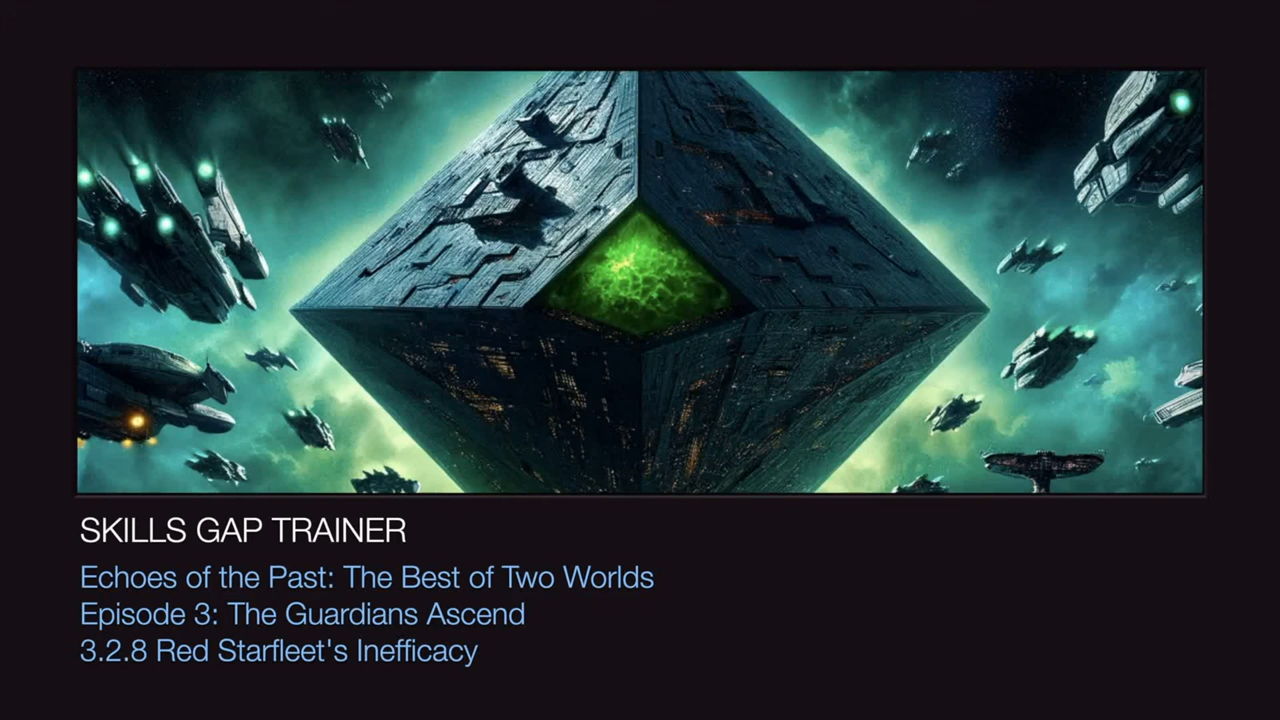 SKILLS GAP TRAINER
Echoes of the Past: The Best of Two Worlds
Episode 3: The Guardians Ascend
3.2.8 Red Starfleet's Inefficacy